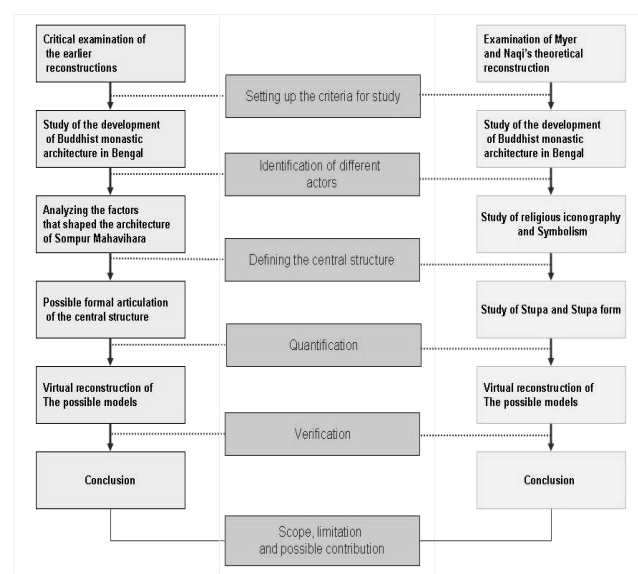 Critical examination of
the earlier
reconstructions
Examination of Myer
and Naqi's theoretical
reconstruction
Setting up the criteria for study
Study of the development
of Buddhist monastic
architecture in Bengal
Study of the development
of Buddhist monastic
architecture in Bengal
Identification of different
actors
Analyzing the factors
that shaped the architecture
of Sompur Mahavihara
Study of religious iconography
and Symbolism
Defining the central structure
Possible formal articulation
of the central structure
Study of Stupa and Stupa form
Quantification
Virtual reconstruction of
The possible models
Virtual reconstruction of
The possible models
Verification
Conclusion
Conclusion
Scope, limitation
and possible contribution